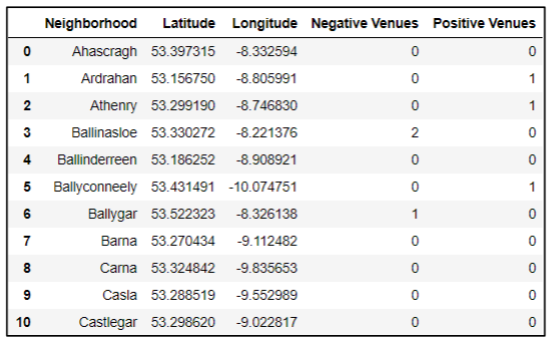 Neighborhood Latitude Longitude Negative Venues Positive Venues
0 Ahascragh 53.397315 -8.332594 0 0
1 Ardrahan 53.156750 -8.805991 0 1
2 Athenry 53.299190 -8.746830 0 1
3 Ballinasloe 53.330272 -8.221376 2 0
4 Ballinderreen 53.186252 -8.908921 0 0
5 Ballyconneely 53.431491 -10.074751 0 1
6 Ballygar 53.522323 -8.326138 1 0
7 Barna 53.270434 -9.112482 0 0
8 Carna 53.324842 -9.835653 0 0
9 Casla 53.288519 -9.552989 0 0
10 Castlegar 53.298620 -9.022817 0 0